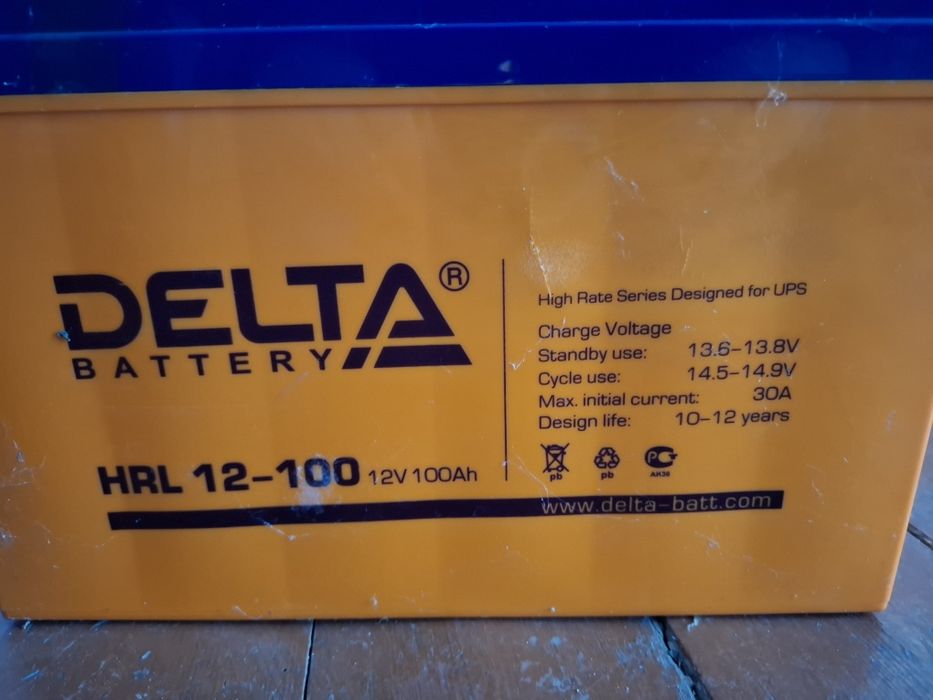 DELTA®
BATTERY
HRL 12-100 12V 100Ah
High Rate Series Designed for UPS
Charge Voltage
Standby use: 13.6-13.8V
Cycle use: 14.5-14.9V
Max. initial current: 30A
Design life: 10-12 years
pb pb
www.delta-batt.com